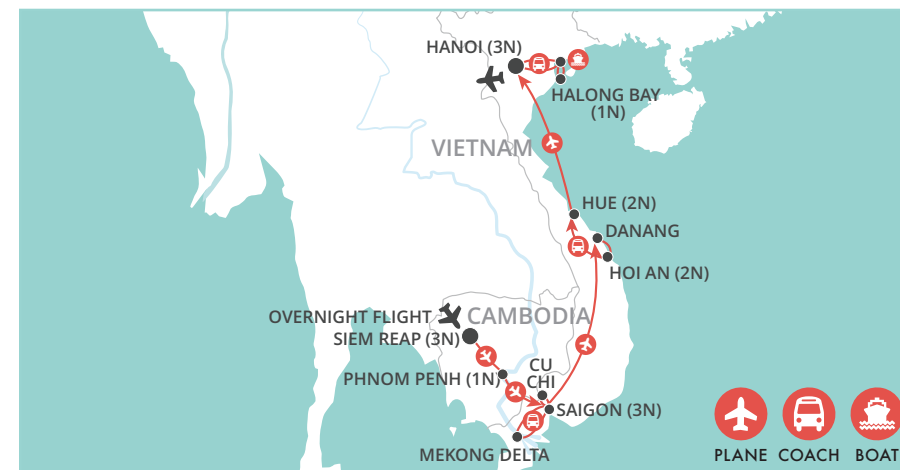 HANOI (3N)
HALONG BAY
(1N)
VIETNAM
HUE (2N)
DANANG
HOI AN (2N)
OVERNIGHT FLIGHT
CAMBODIA
SIEM REAP (3N)
CU
CHI
PHNOM PENH (1N)
SAIGON (3N)
MEKONG DELTA
PLANE COACH BOAT